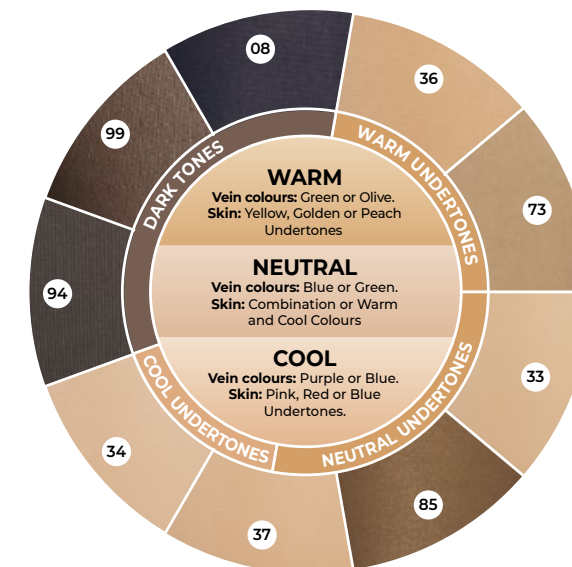 08
36
99
73
94
33
34
85
37
DARK TONES
WARM UNDERTONES
COOL UNDERTONES
NEUTRAL UNDERTONES
WARM
Vein colours: Green or Olive.
Skin: Yellow, Golden or Peach
Undertones
NEUTRAL
Vein colours: Blue or Green.
Skin: Combination or Warm
and Cool Colours
COOL
Vein colours: Purple or Blue.
Skin: Pink, Red or Blue
Undertones.